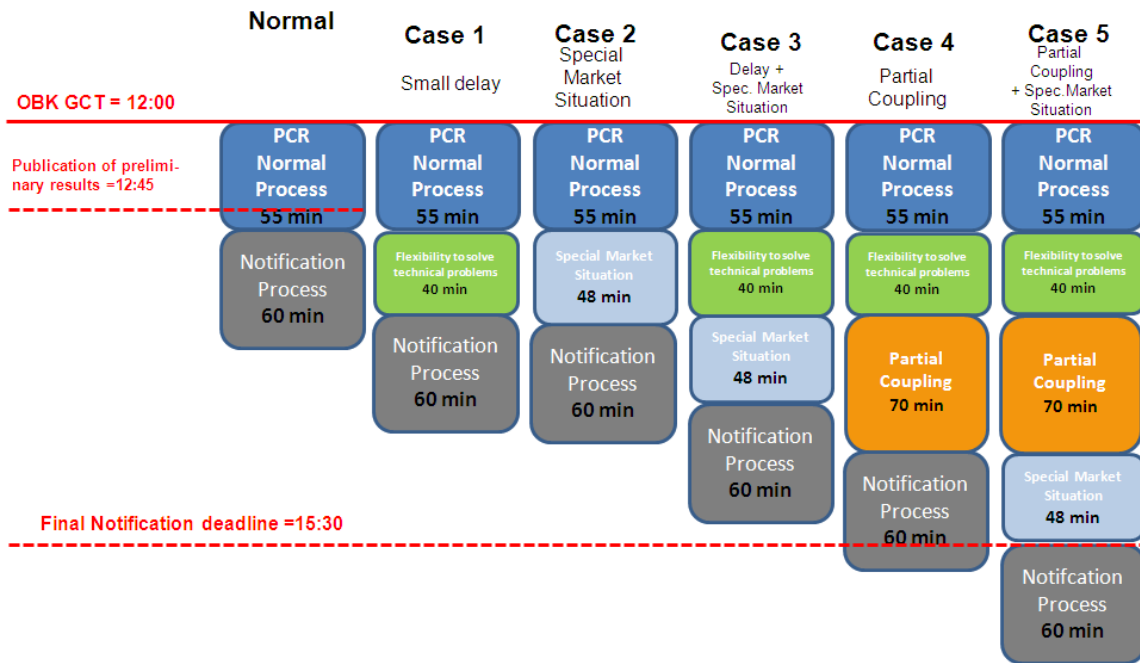 Normal
Case 1
Small delay
Case 2
Special
Market
Situation
Case 3
Delay +
Spec. Market
Situation
Case 4
Partial
Coupling
Case 5
Partial
Coupling
+ Spec.Market
Situation
OBK GCT = 12:00
Publication of prelimi-
nary results =12:45
PCR
Normal
Process
55 min
Notification
Process
60 min
PCR
Normal
Process
55 min
Flexibility to solve
technical problems
40 min
Notification
Process
60 min
PCR
Normal
Process
55 min
Special Market
Situation
48 min
Notification
Process
60 min
PCR
Normal
Process
55 min
Flexibility to solve
technical problems
40 min
Special Market
Situation
48 min
Notification
Process
60 min
PCR
Normal
Process
55 min
Flexibility to solve
technical problems
40 min
Partial
Coupling
70 min
Notification
Process
60 min
PCR
Normal
Process
55 min
Flexibility to solve
technical problems
40 min
Partial
Coupling
70 min
Special Market
Situation
48 min
Notifcation
Process
60 min
Final Notification deadline =15:30